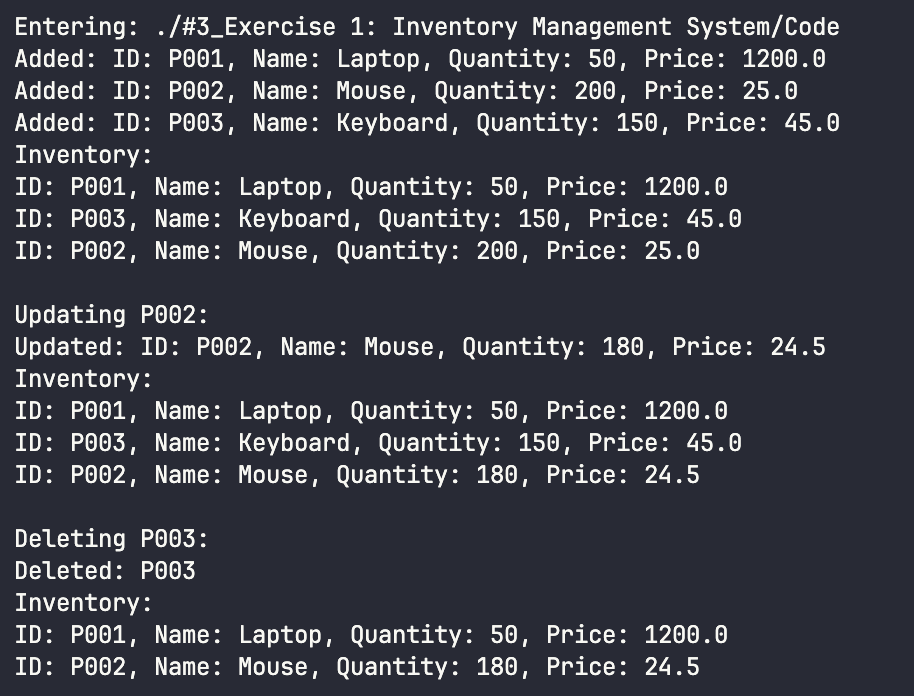 Entering: ./#3_Exercise 1: Inventory Management System/Code
Added: ID: P001, Name: Laptop, Quantity: 50, Price: 1200.0
Added: ID: P002, Name: Mouse, Quantity: 200, Price: 25.0
Added: ID: P003, Name: Keyboard, Quantity: 150, Price: 45.0
Inventory:
ID: P001, Name: Laptop, Quantity: 50, Price: 1200.0
ID: P003, Name: Keyboard, Quantity: 150, Price: 45.0
ID: P002, Name: Mouse, Quantity: 200, Price: 25.0

Updating P002:
Updated: ID: P002, Name: Mouse, Quantity: 180, Price: 24.5
Inventory:
ID: P001, Name: Laptop, Quantity: 50, Price: 1200.0
ID: P003, Name: Keyboard, Quantity: 150, Price: 45.0
ID: P002, Name: Mouse, Quantity: 180, Price: 24.5

Deleting P003:
Deleted: P003
Inventory:
ID: P001, Name: Laptop, Quantity: 50, Price: 1200.0
ID: P002, Name: Mouse, Quantity: 180, Price: 24.5